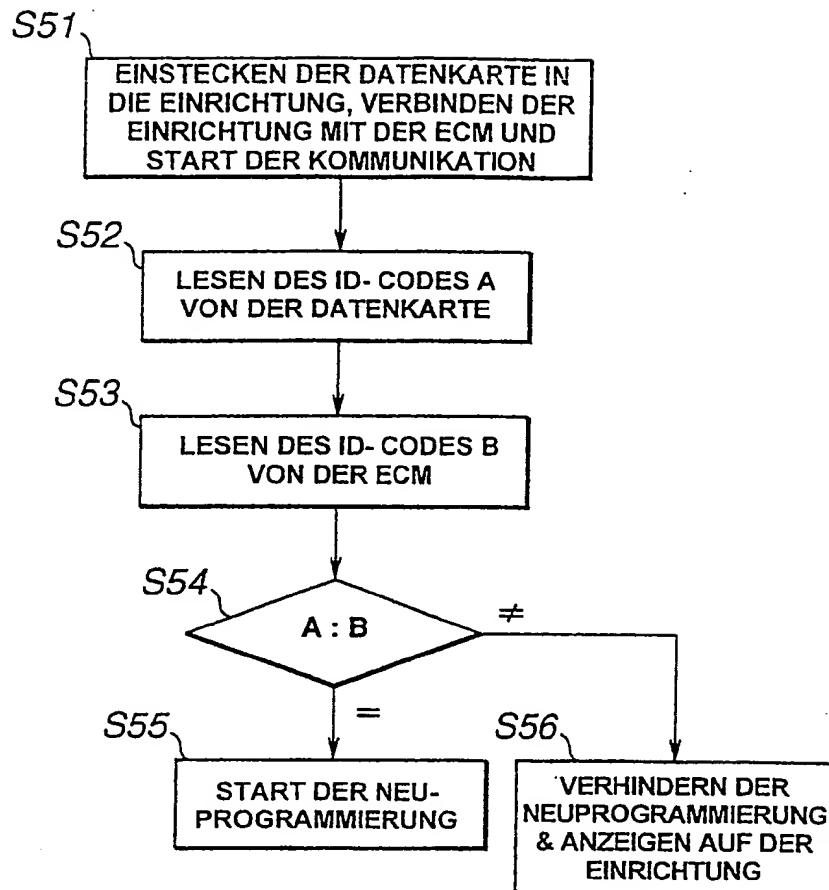 S51
EINSTECKEN DER DATENKARTE IN
DIE EINRICHTUNG, VERBINDEN DER
EINRICHTUNG MIT DER ECM UND
START DER KOMMUNIKATION
S52
LESEN DES ID- CODES A
VON DER DATENKARTE
S53
LESEN DES ID- CODES B
VON DER ECM
S54
A : B
≠
=
S55
START DER NEU-
PROGRAMMIERUNG
S56
VERHINDERN DER
NEUPROGRAMMIERUNG
& ANZEIGEN AUF DER
EINRICHTUNG